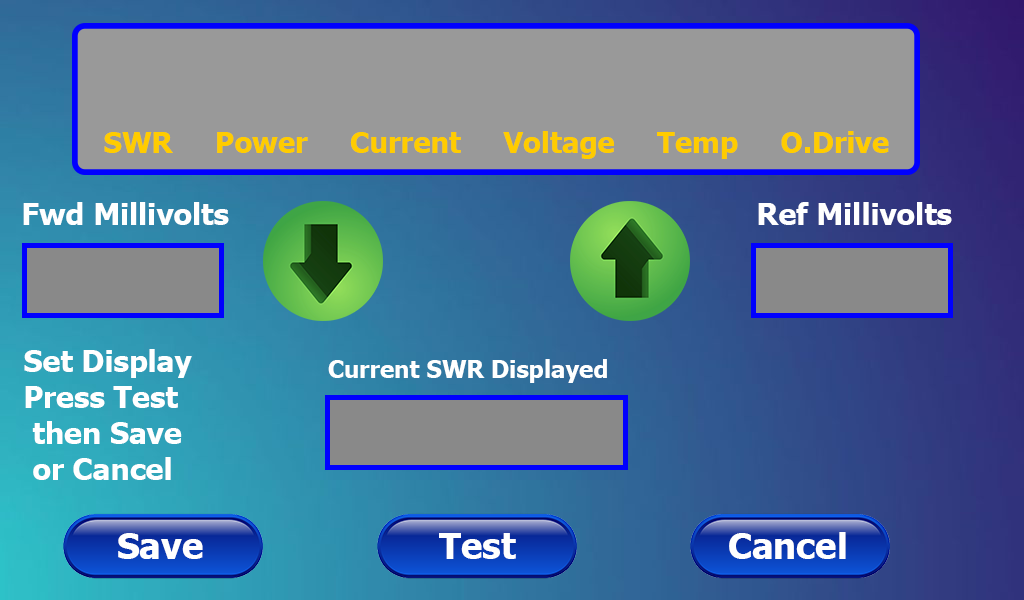 SWR Power Current Voltage Temp O.Drive
Fwd Millivolts
Ref Millivolts
Set Display
Press Test
then Save
or Cancel
Current SWR Displayed
Save
Test
Cancel